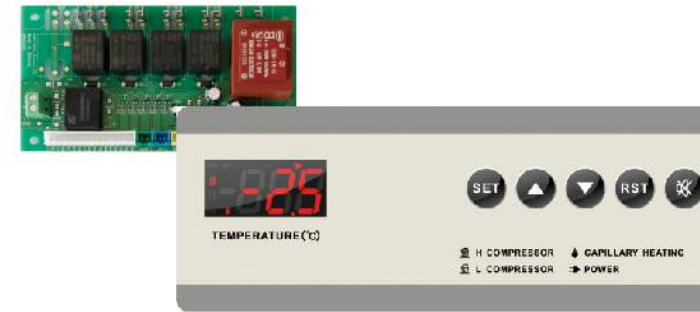 -25
TEMPERATURE(℃)
SET RST
H COMPRESSOR CAPILLARY HEATING
L COMPRESSOR POWER